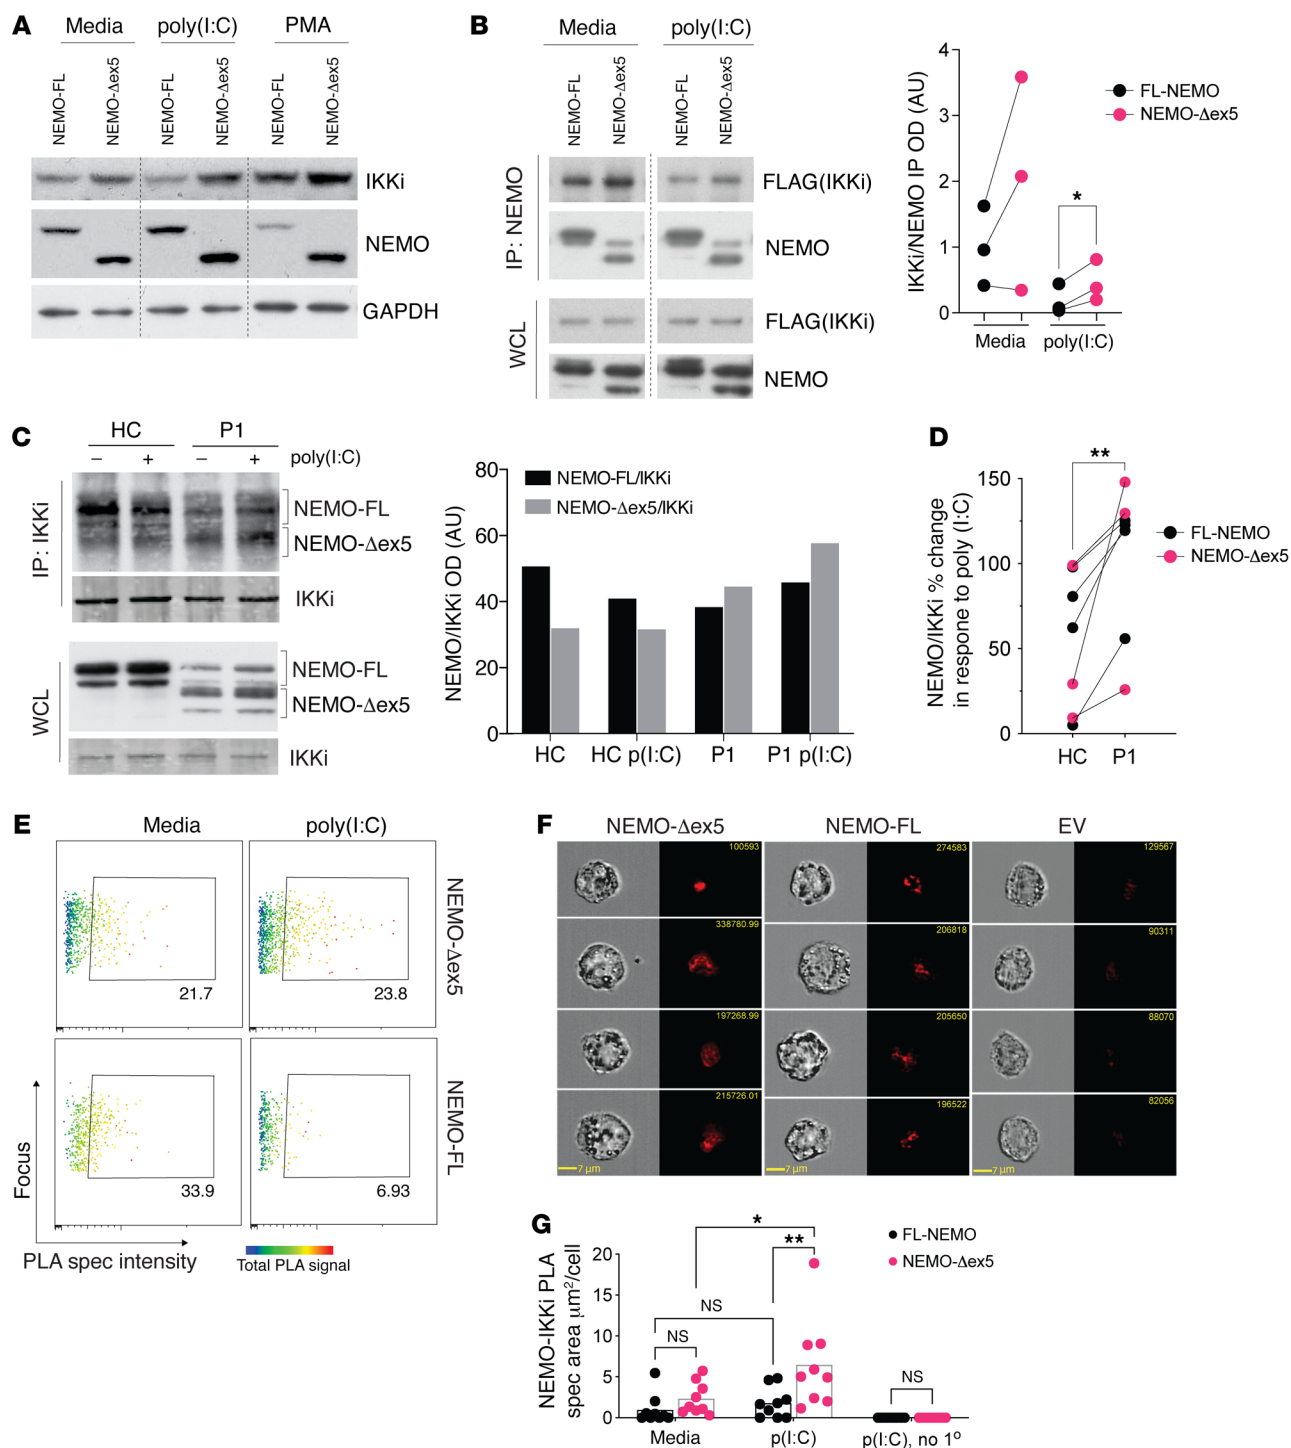 A
Media
poly(I:C)
PMA
NEMO-FL
NEMO-Δex5
NEMO-FL
NEMO-Δex5
NEMO-FL
NEMO-Δex5
IKKi
NEMO
GAPDH
B
Media
poly(I:C)
NEMO-FL
NEMO-Δex5
NEMO-FL
NEMO-Δex5
IP: NEMO
FLAG(IKKi)
NEMO
WCL
FLAG(IKKi)
NEMO
IKKi/NEMO IP OD (AU)
4
3
2
1
0
*
Media
poly(I:C)
FL-NEMO
NEMO-Δex5
C
HC
P1
– + – + poly(I:C)
IP: IKKi
NEMO-FL
NEMO-Δex5
IKKi
WCL
NEMO-FL
NEMO-Δex5
IKKi
NEMO/IKKi OD (AU)
80
60
40
20
0
NEMO-FL/IKKi
NEMO-Δex5/IKKi
HC
HC p(I:C)
P1
P1 p(I:C)
D
NEMO/IKKi % change
in respone to poly (I:C)
150
100
50
0
**
HC
P1
FL-NEMO
NEMO-Δex5
E
Media
poly(I:C)
21.7
23.8
NEMO-Δex5
33.9
6.93
NEMO-FL
Focus
PLA spec intensity
Total PLA signal
F
NEMO-Δex5
NEMO-FL
EV
100593
274583
129567
338780.99
206818
90311
197268.99
205650
88070
215726.01
196522
82056
7 µm
7 µm
7 µm
G
NEMO-IKKi PLA
spec area µm²/cell
20
15
10
5
0
*
**
NS
NS
NS
FL-NEMO
NEMO-Δex5
Media
p(I:C)
p(I:C), no 1º